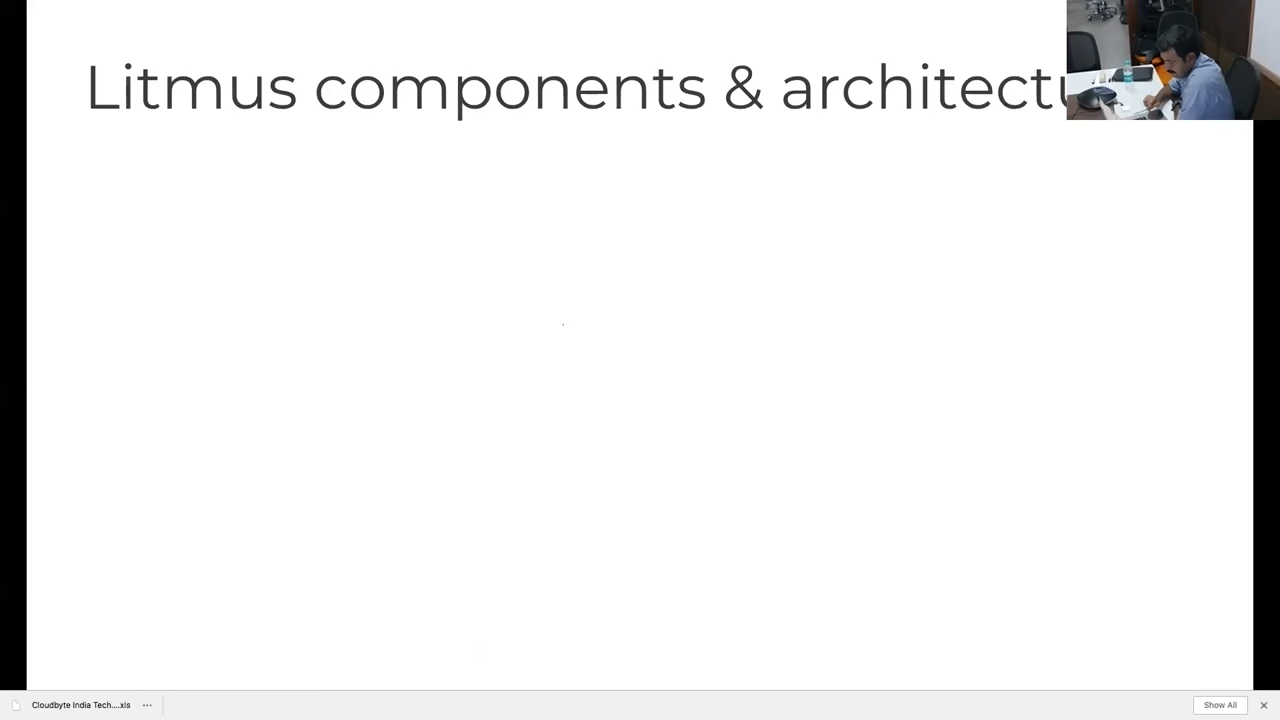 Litmus components & architectu
Cloudbyte India Tech....xls
Show All